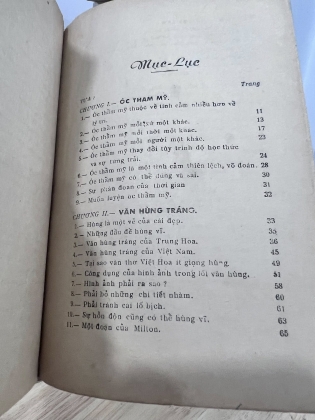 Mục-Lục
Trang
TỰA :
CHƯƠNG I.— ÓC THẨM MỸ.
1.— Óc thẩm mỹ thuộc về tình cảm nhiều hơn về
lý trí. 11
2.— Óc thẩm mỹ mỗi xứ một khác. 13
3.— Óc thẩm mỹ mỗi thời một khác. 17
4.— Óc thẩm mỹ mỗi người một khác. 23
5.— Óc thẩm mỹ thay đổi tùy trình độ học thức
và sự từng trải. 24
6.— Óc thẩm mỹ là một tình cảm thiên lệch, võ đoán. 28
7.— Óc thẩm mỹ có thể đúng và sai. 30
8.— Sự phán đoán của thời gian 31
9.— Muốn luyện óc thẩm mỹ. 32
CHƯƠNG II.— VĂN HÙNG TRÁNG.
1.— Hùng là một vẻ của cái đẹp. 33
2.— Những đầu đề hùng vĩ. 35
3.— Văn hùng tráng của Trung Hoa. 36
4.— Văn hùng tráng của Việt Nam. 45
5.— Tại sao văn thơ Việt Hoa ít giọng hùng. 49
6.— Công dụng của hình ảnh trong lối văn hùng. 51
7.— Hình ảnh phải ra sao ? 58
8.— Phải bỏ những chi tiết nhàm. 60
9.— Phải tránh cái lố bịch. 61
10.— Sự hỗn độn cũng có thể hùng vĩ. 63
11.— Một đoạn của Milton. 65